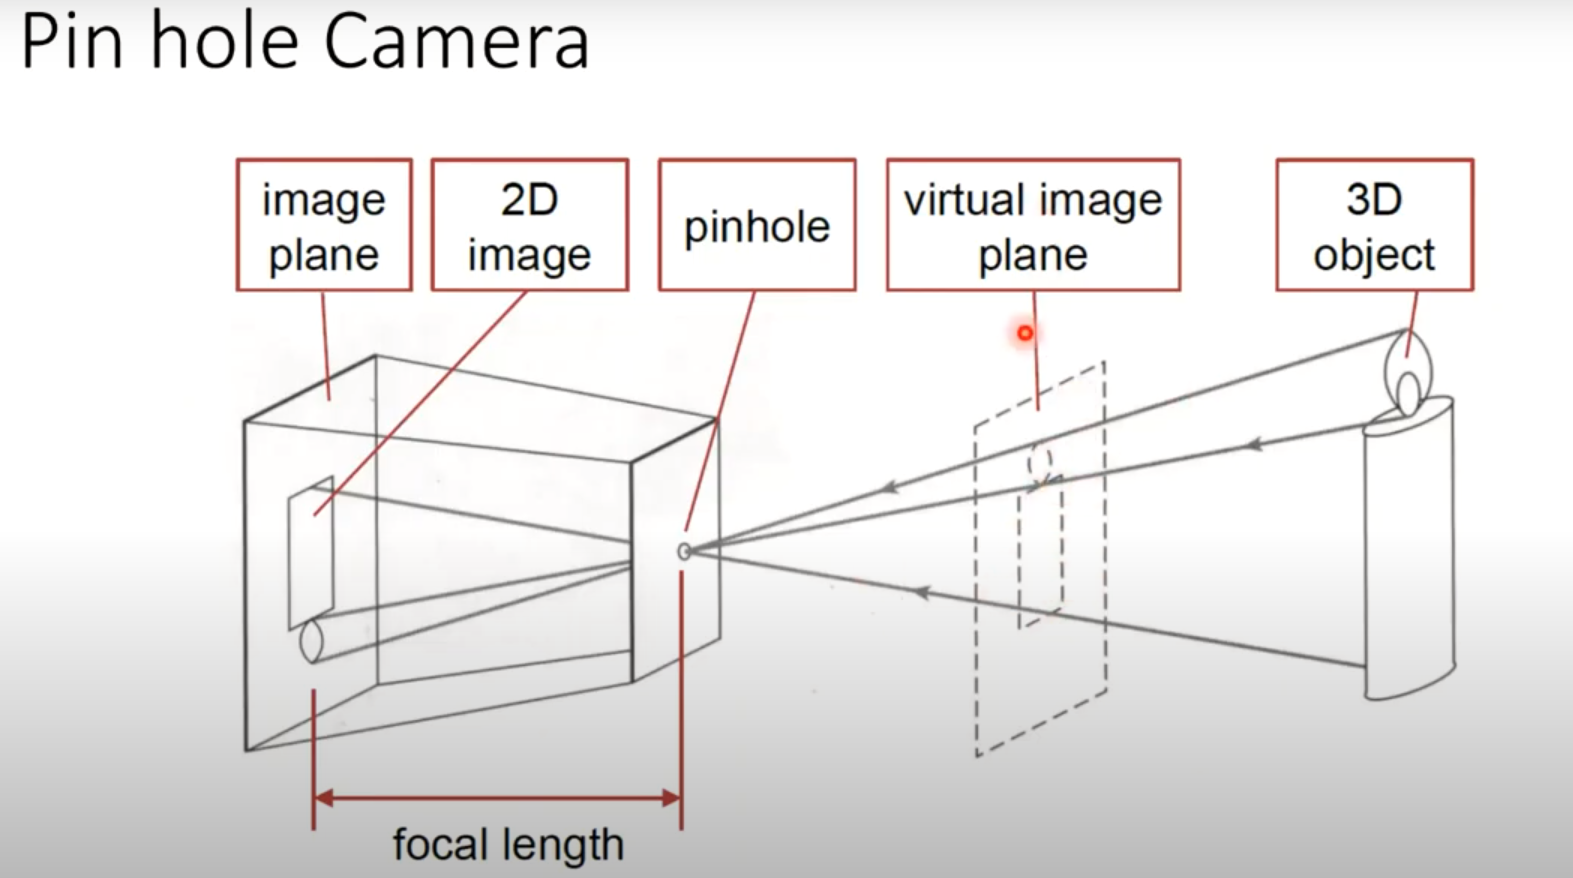 Pin hole Camera
image
plane
2D
image
pinhole
virtual image
plane
3D
object
focal length